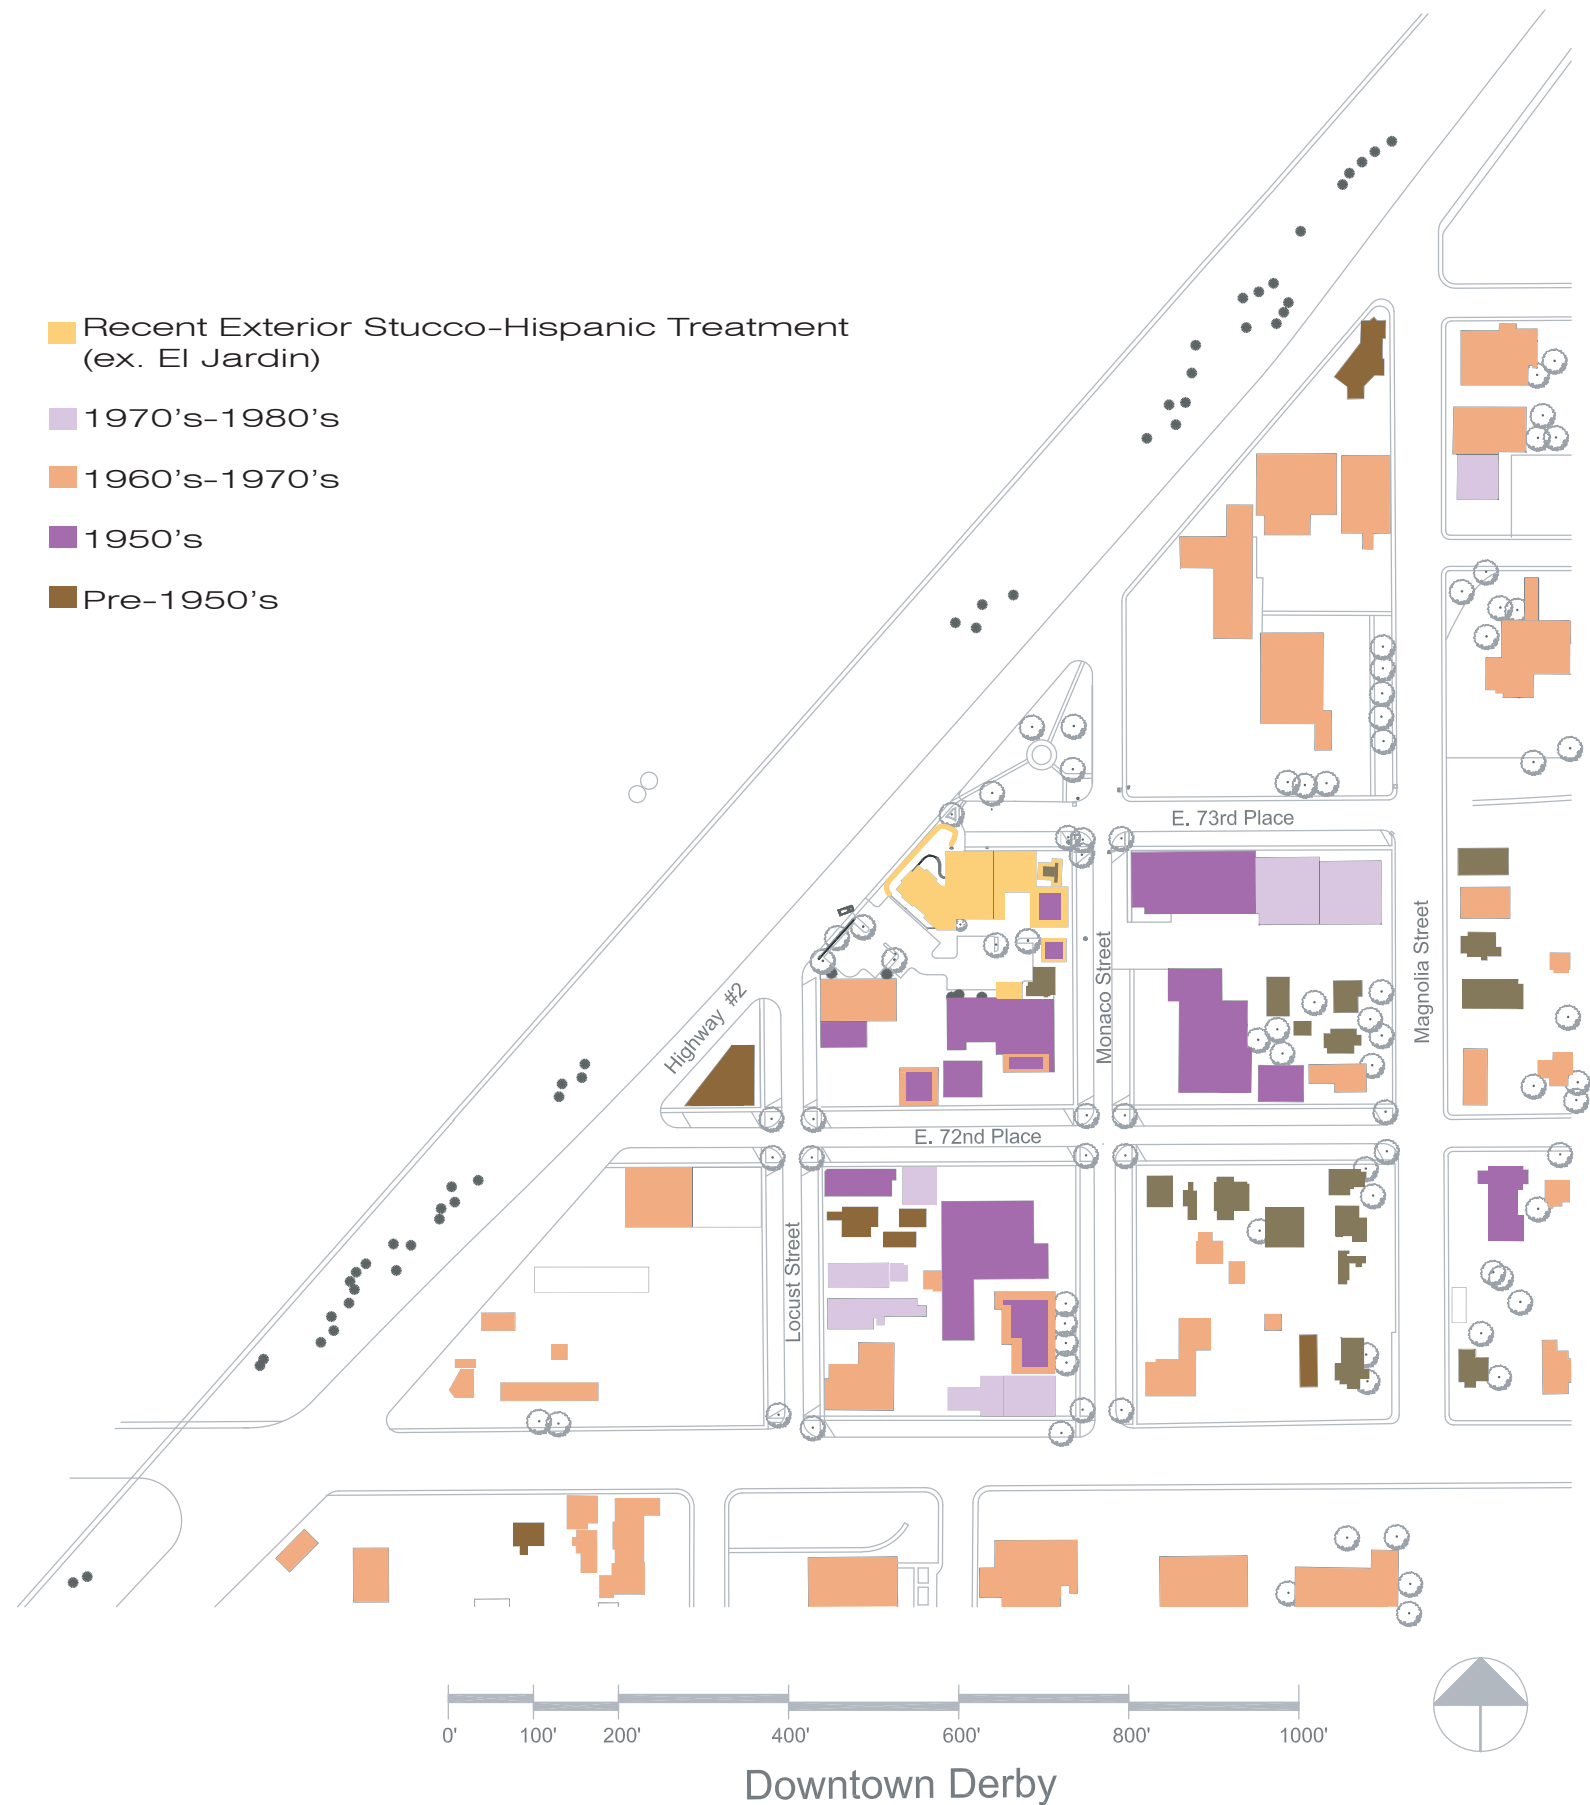 Recent Exterior Stucco-Hispanic Treatment
(ex. El Jardin)
1970's-1980's
1960's-1970's
1950's
Pre-1950's
E. 73rd Place
Magnolia Street
Monaco Street
Highway #2
E. 72nd Place
Locust Street
0' 100' 200' 400' 600' 800' 1000'
Downtown Derby